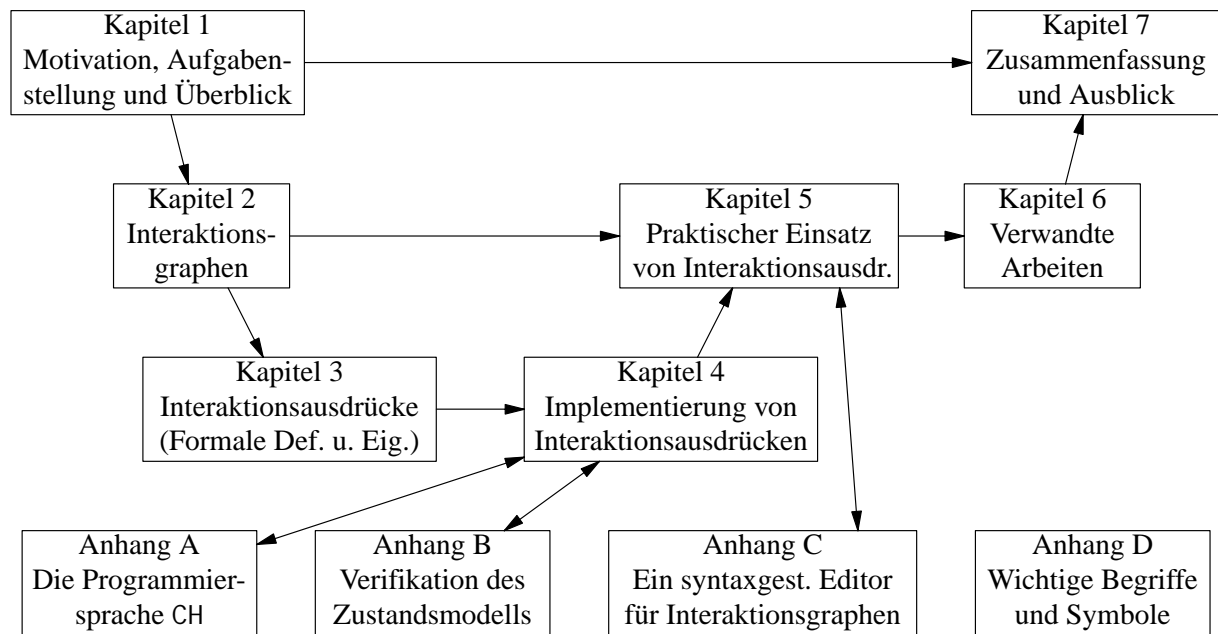 Kapitel 1
Motivation, Aufgaben-
stellung und Überblick
Kapitel 7
Zusammenfassung
und Ausblick
Kapitel 2
Interaktions-
graphen
Kapitel 5
Praktischer Einsatz
von Interaktionsausdr.
Kapitel 6
Verwandte
Arbeiten
Kapitel 3
Interaktionsausdrücke
(Formale Def. u. Eig.)
Kapitel 4
Implementierung von
Interaktionsausdrücken
Anhang A
Die Programmier-
sprache CH
Anhang B
Verifikation des
Zustandsmodells
Anhang C
Ein syntaxgest. Editor
für Interaktionsgraphen
Anhang D
Wichtige Begriffe
und Symbole